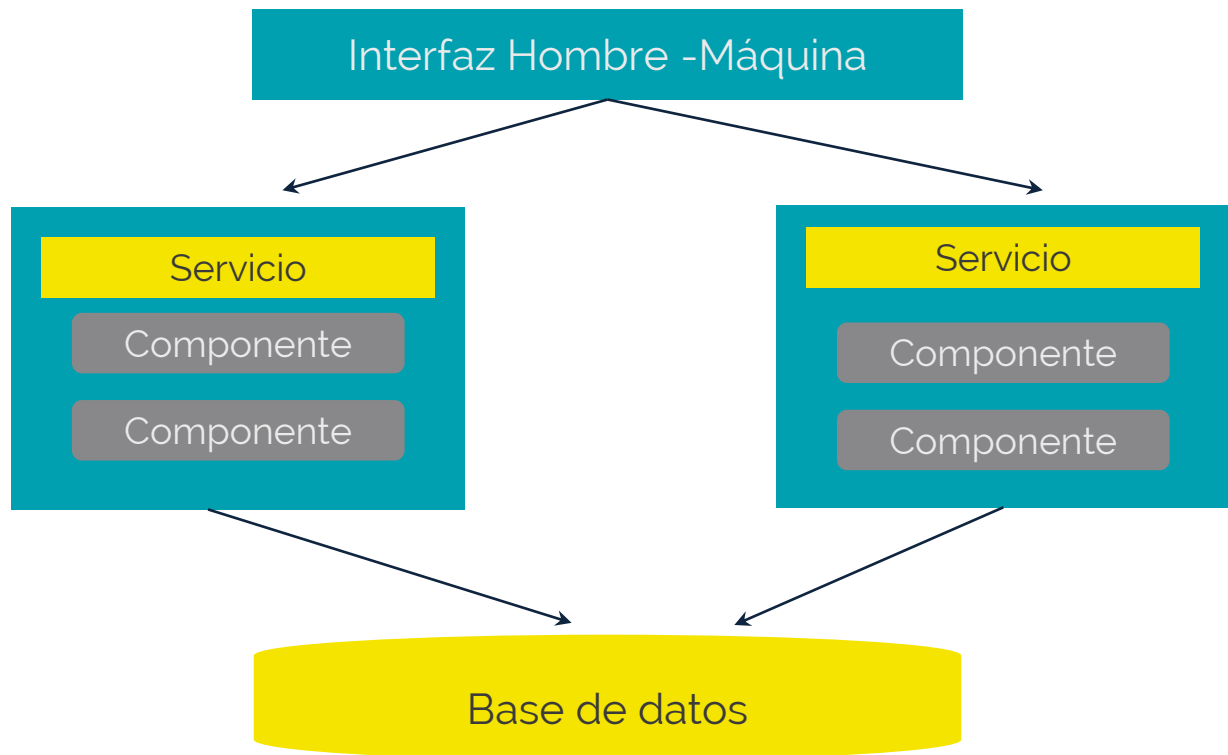 Interfaz Hombre -Máquina
Servicio
Componente
Componente
Servicio
Componente
Componente
Base de datos